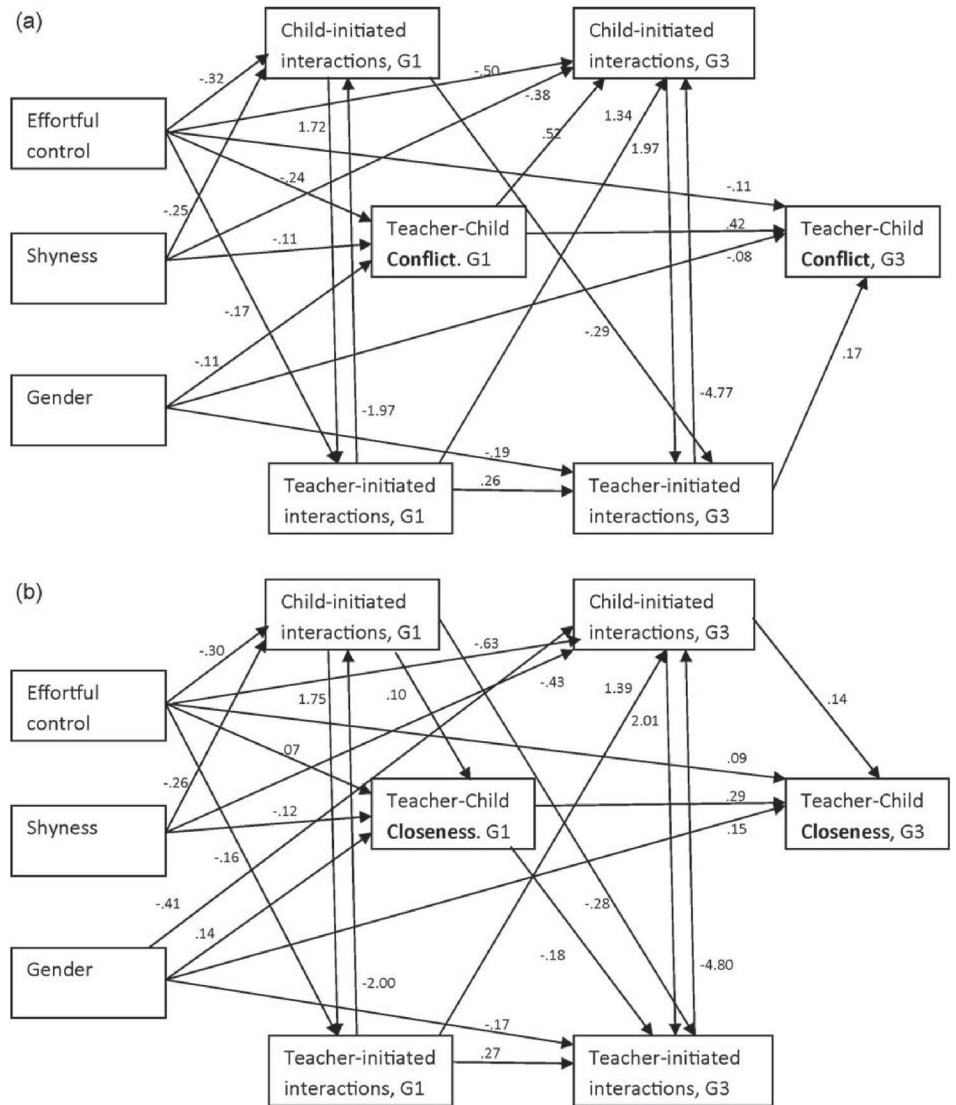 (a)
Child-initiated
interactions, G1
Child-initiated
interactions, G3
-.32
-.50
-.38
Effortful
control
1.72
.52
1.34
1.97
-.24
-.11
-.25
Teacher-Child
Conflict. G1
.42
Teacher-Child
Conflict, G3
Shyness
-.11
-.08
-.17
-.29
.17
-.11
Gender
-1.97
-4.77
-.19
Teacher-initiated
interactions, G1
.26
Teacher-initiated
interactions, G3
(b)
Child-initiated
interactions, G1
Child-initiated
interactions, G3
-.30
-.63
-.43
Effortful
control
1.75
.10
1.39
2.01
.14
.07
.09
-.26
Teacher-Child
Closeness. G1
.29
Teacher-Child
Closeness, G3
Shyness
-.12
.15
-.16
-.41
-.28
.14
-.18
Gender
-2.00
-4.80
-.17
Teacher-initiated
interactions, G1
.27
Teacher-initiated
interactions, G3